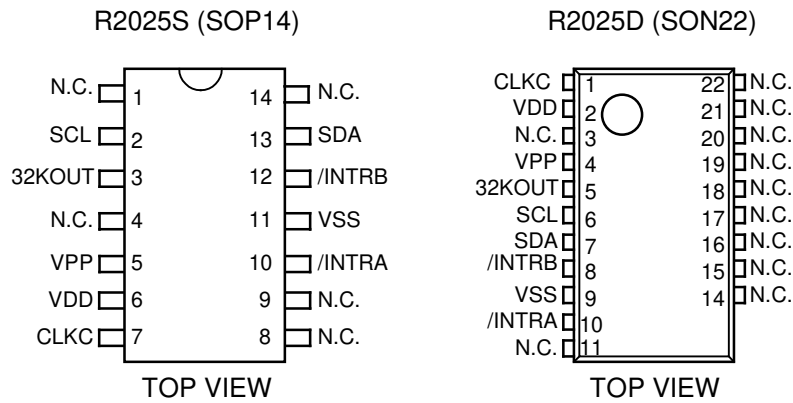 R2025S (SOP14)
N.C. 1 14 N.C.
SCL 2 13 SDA
32KOUT 3 12 /INTRB
N.C. 4 11 VSS
VPP 5 10 /INTRA
VDD 6 9 N.C.
CLKC 7 8 N.C.
TOP VIEW
R2025D (SON22)
CLKC 1 22 N.C.
VDD 2 21 N.C.
N.C. 3 20 N.C.
VPP 4 19 N.C.
32KOUT 5 18 N.C.
SCL 6 17 N.C.
SDA 7 16 N.C.
/INTRB 8 15 N.C.
VSS 9 14 N.C.
/INTRA 10
N.C. 11
TOP VIEW